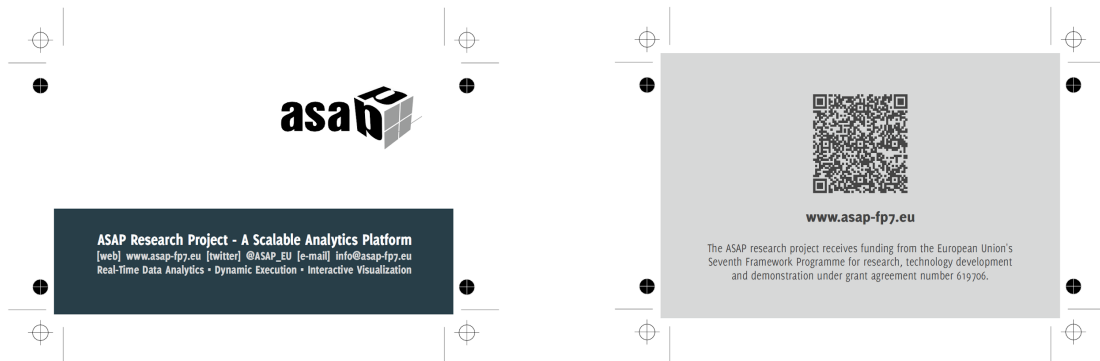 asap
ASAP Research Project - A Scalable Analytics Platform
[web] www.asap-fp7.eu [twitter] @ASAP_EU [e-mail] info@asap-fp7.eu
Real-Time Data Analytics • Dynamic Execution • Interactive Visualization
www.asap-fp7.eu
The ASAP research project receives funding from the European Union's
Seventh Framework Programme for research, technology development
and demonstration under grant agreement number 619706.